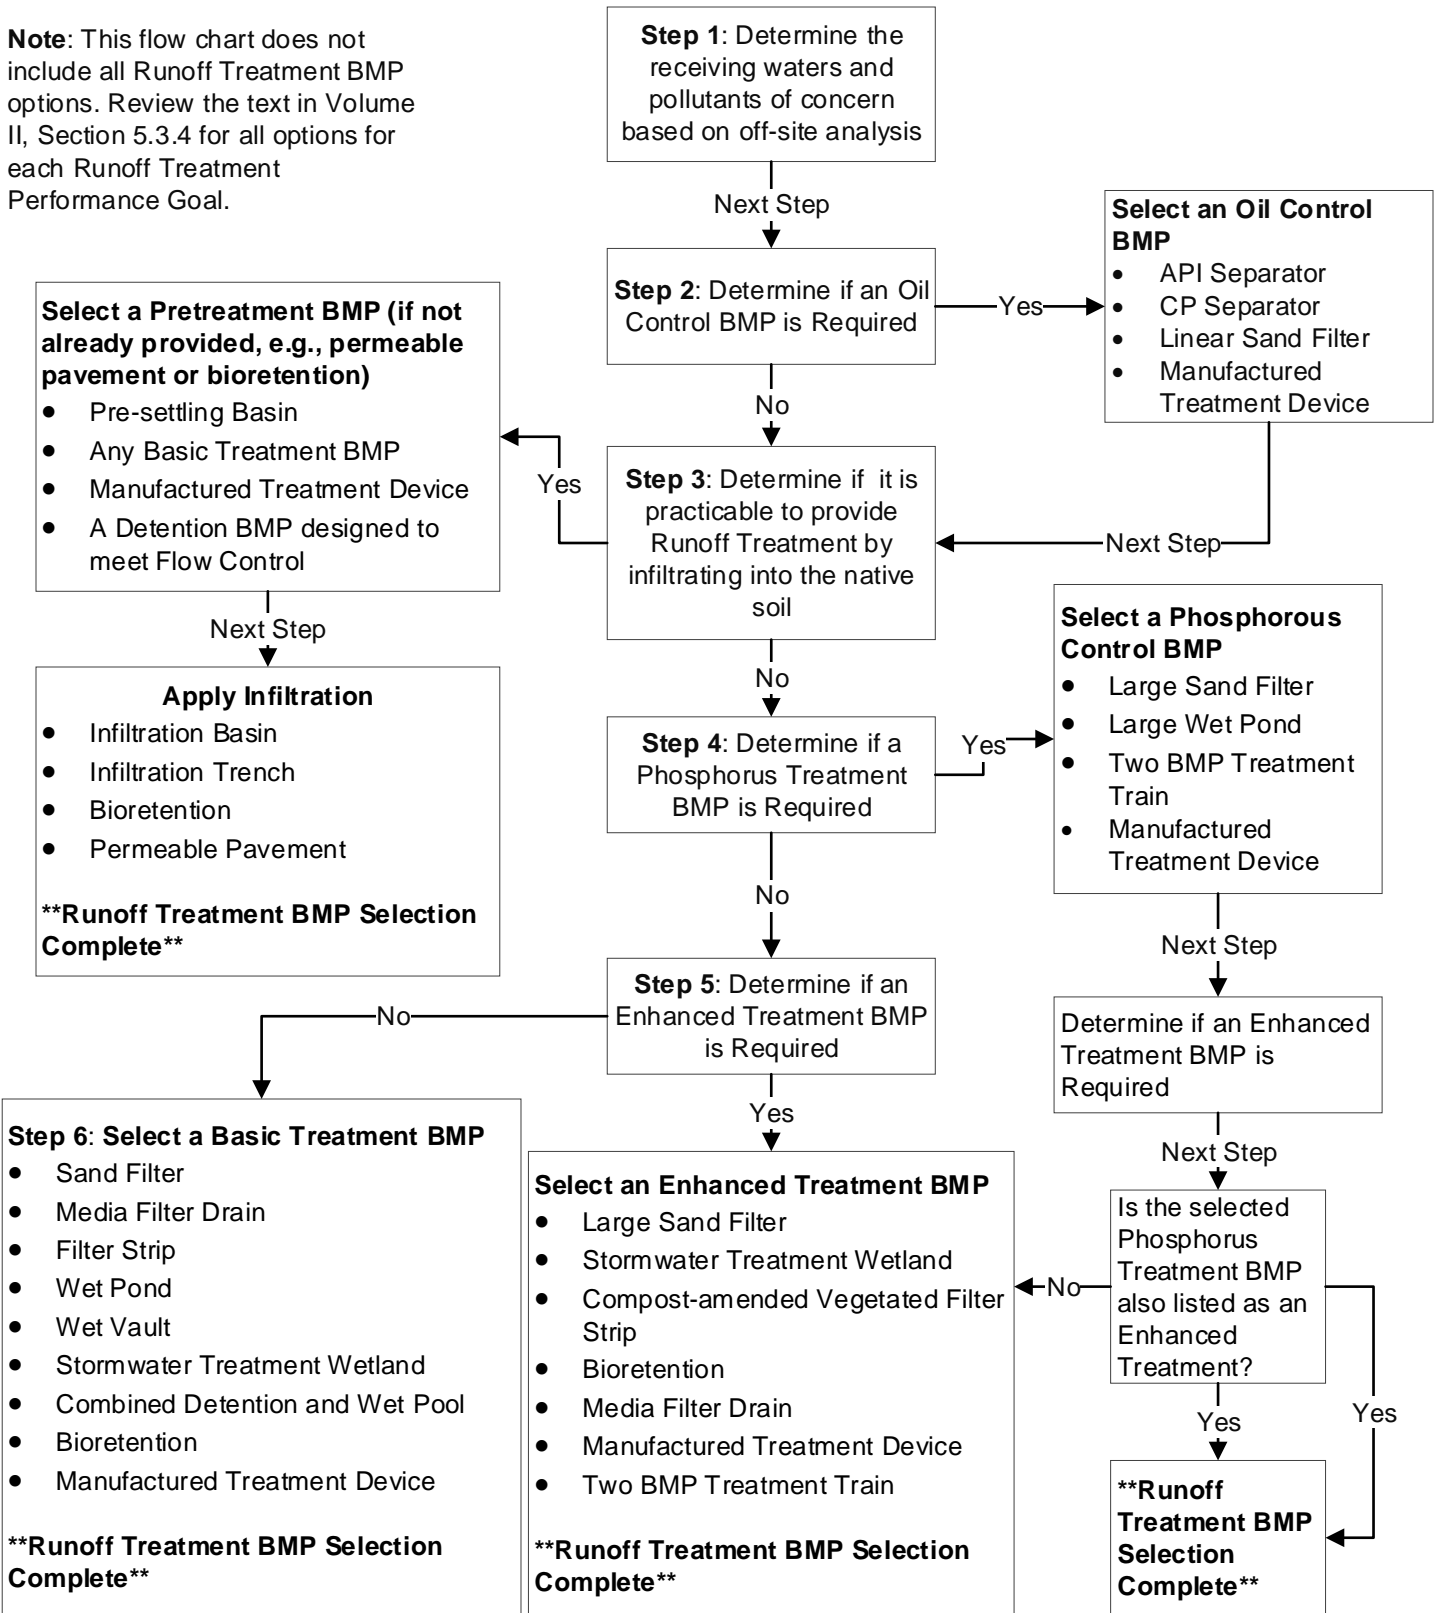 Note: This flow chart does not
include all Runoff Treatment BMP
options. Review the text in Volume
II, Section 5.3.4 for all options for
each Runoff Treatment
Performance Goal.
Step 1: Determine the
receiving waters and
pollutants of concern
based on off-site analysis
Next Step
Step 2: Determine if an Oil
Control BMP is Required
Yes
Select an Oil Control
BMP
• API Separator
• CP Separator
• Linear Sand Filter
• Manufactured
Treatment Device
Next Step
No
Step 3: Determine if it is
practicable to provide
Runoff Treatment by
infiltrating into the native
soil
Yes
Select a Pretreatment BMP (if not
already provided, e.g., permeable
pavement or bioretention)
• Pre-settling Basin
• Any Basic Treatment BMP
• Manufactured Treatment Device
• A Detention BMP designed to
meet Flow Control
Next Step
Apply Infiltration
• Infiltration Basin
• Infiltration Trench
• Bioretention
• Permeable Pavement
**Runoff Treatment BMP Selection
Complete**
No
Step 4: Determine if a
Phosphorus Treatment
BMP is Required
Yes
Select a Phosphorous
Control BMP
• Large Sand Filter
• Large Wet Pond
• Two BMP Treatment
Train
• Manufactured
Treatment Device
Next Step
Determine if an Enhanced
Treatment BMP is
Required
Next Step
Is the selected
Phosphorus
Treatment BMP
also listed as an
Enhanced
Treatment?
No
Yes
Yes
**Runoff
Treatment BMP
Selection
Complete**
No
Step 5: Determine if an
Enhanced Treatment BMP
is Required
No
Yes
Step 6: Select a Basic Treatment BMP
• Sand Filter
• Media Filter Drain
• Filter Strip
• Wet Pond
• Wet Vault
• Stormwater Treatment Wetland
• Combined Detention and Wet Pool
• Bioretention
• Manufactured Treatment Device
**Runoff Treatment BMP Selection
Complete**
Select an Enhanced Treatment BMP
• Large Sand Filter
• Stormwater Treatment Wetland
• Compost-amended Vegetated Filter
Strip
• Bioretention
• Media Filter Drain
• Manufactured Treatment Device
• Two BMP Treatment Train
**Runoff Treatment BMP Selection
Complete**